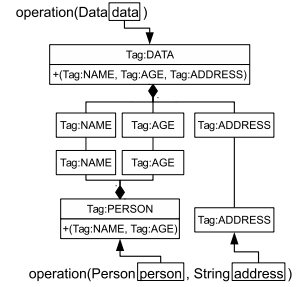 operation(Data data )
Tag:DATA
+(Tag:NAME, Tag:AGE, Tag:ADDRESS)
Tag:NAME Tag:AGE Tag:ADDRESS
Tag:NAME Tag:AGE
Tag:PERSON
+(Tag:NAME, Tag:AGE)
Tag:ADDRESS
operation(Person person , String address )